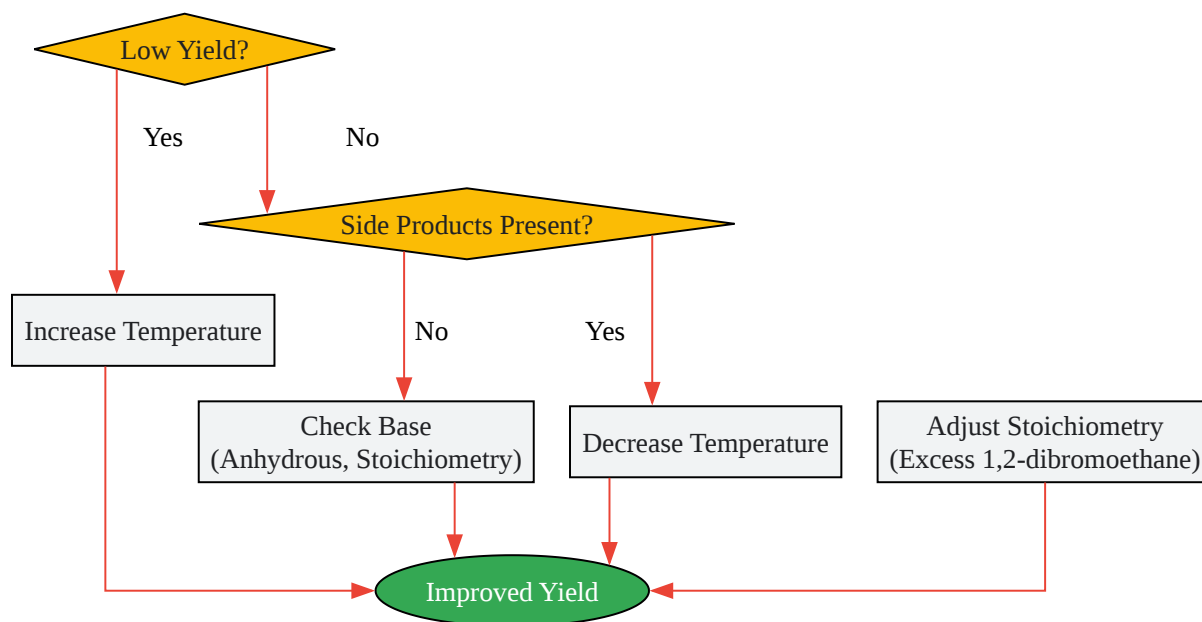 Low Yield?
Yes
No
Side Products Present?
Increase Temperature
No
Yes
Check Base
(Anhydrous, Stoichiometry)
Decrease Temperature
Adjust Stoichiometry
(Excess 1,2-dibromoethane)
Improved Yield